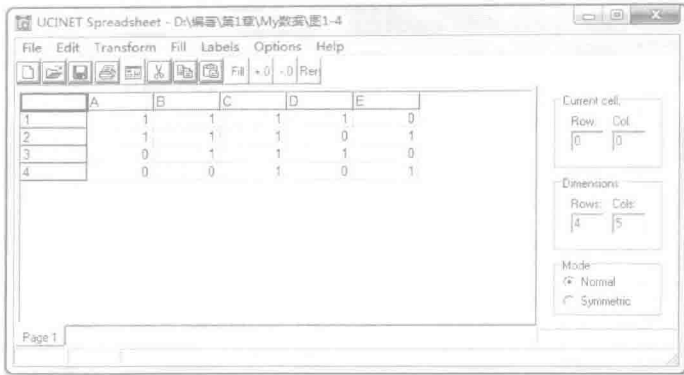 UCINET Spreadsheet - D:\编著\第1章\My数据\图1-4
File Edit Transform Fill Labels Options Help
Fill +.0 -.0 Ren
A B C D E
1 1 1 1 1 0
2 1 1 1 0 1
3 0 1 1 1 0
4 0 0 1 0 1
Current cell,
Row: Col:
0 0
Dimensions
Rows: Cols:
4 5
Mode
Normal
Symmetric
Page 1